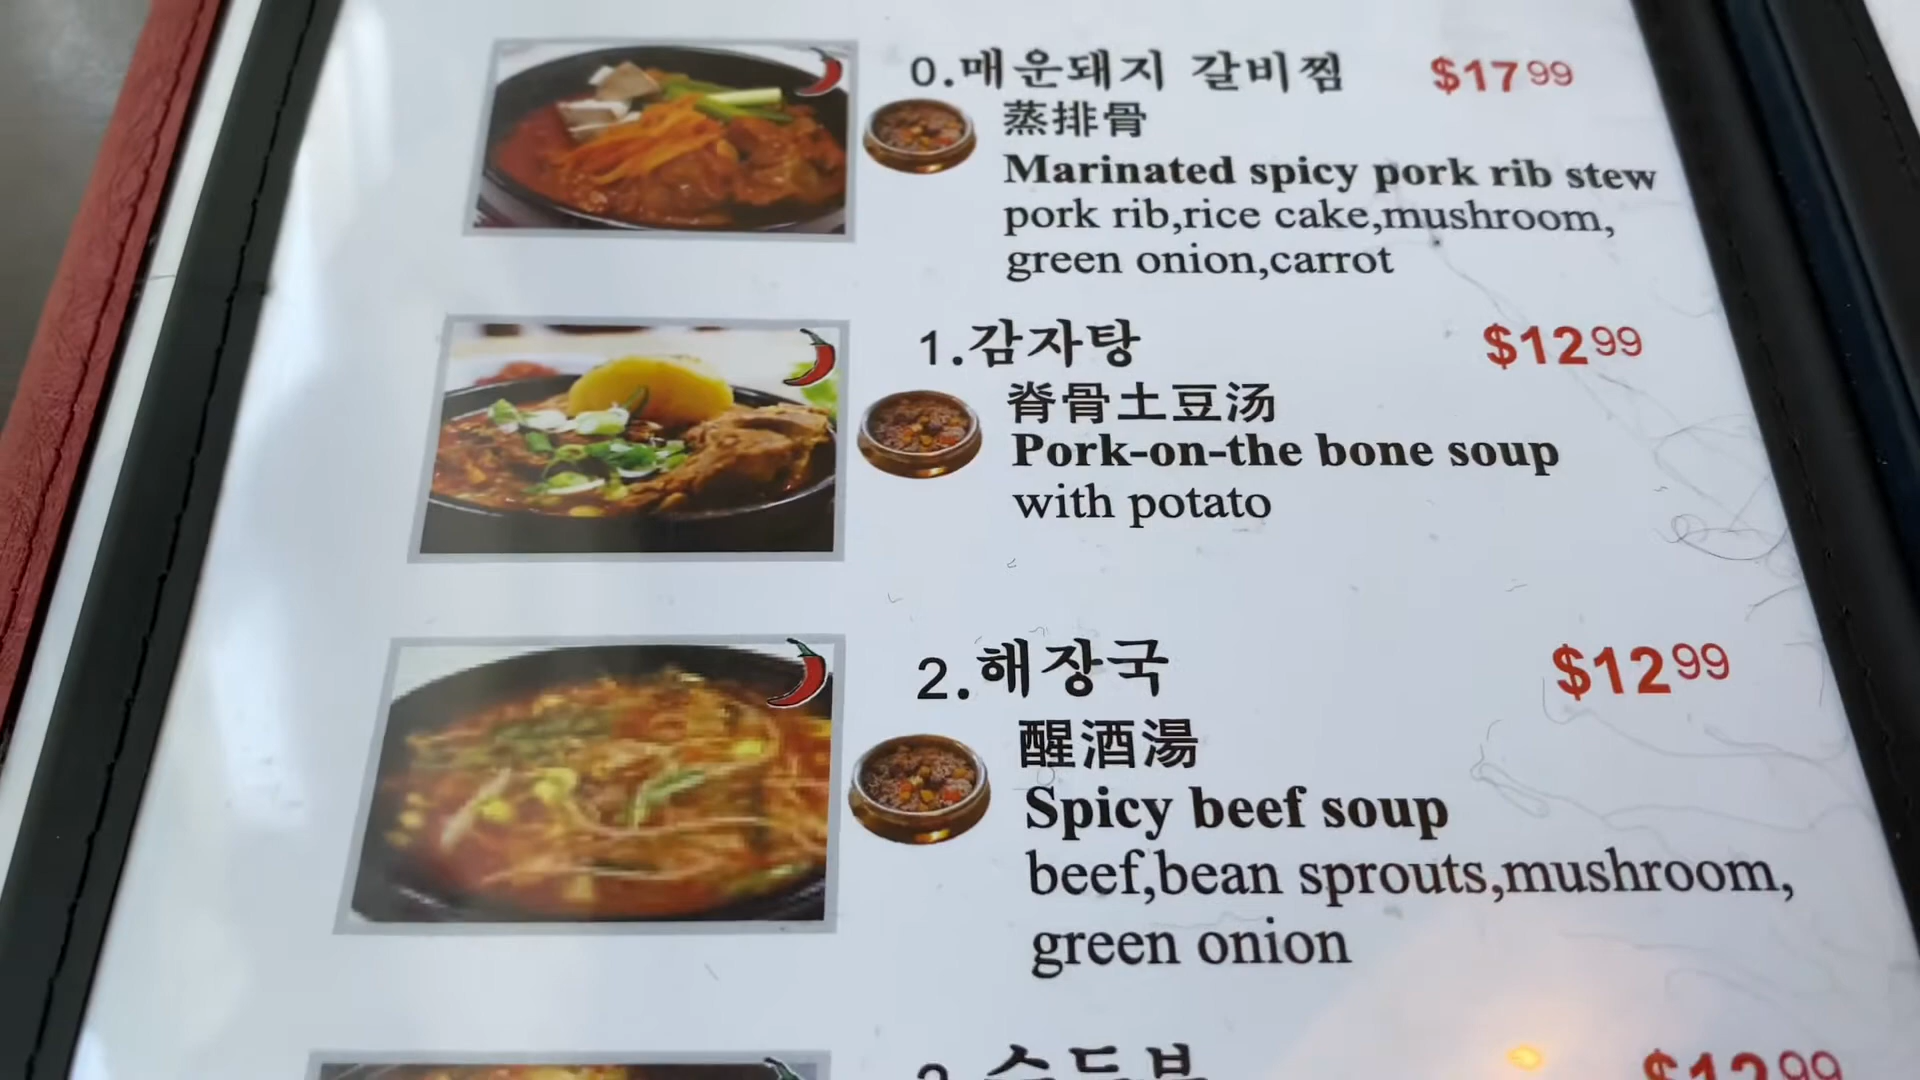 0.매운돼지 갈비찜 $17 99
蒸排骨
Marinated spicy pork rib stew
pork rib,rice cake,mushroom,
green onion,carrot
1.감자탕 $12 99
脊骨土豆汤
Pork-on-the bone soup
with potato
2.해장국 $12 99
醒酒湯
Spicy beef soup
beef,bean sprouts,mushroom,
green onion
$12 99